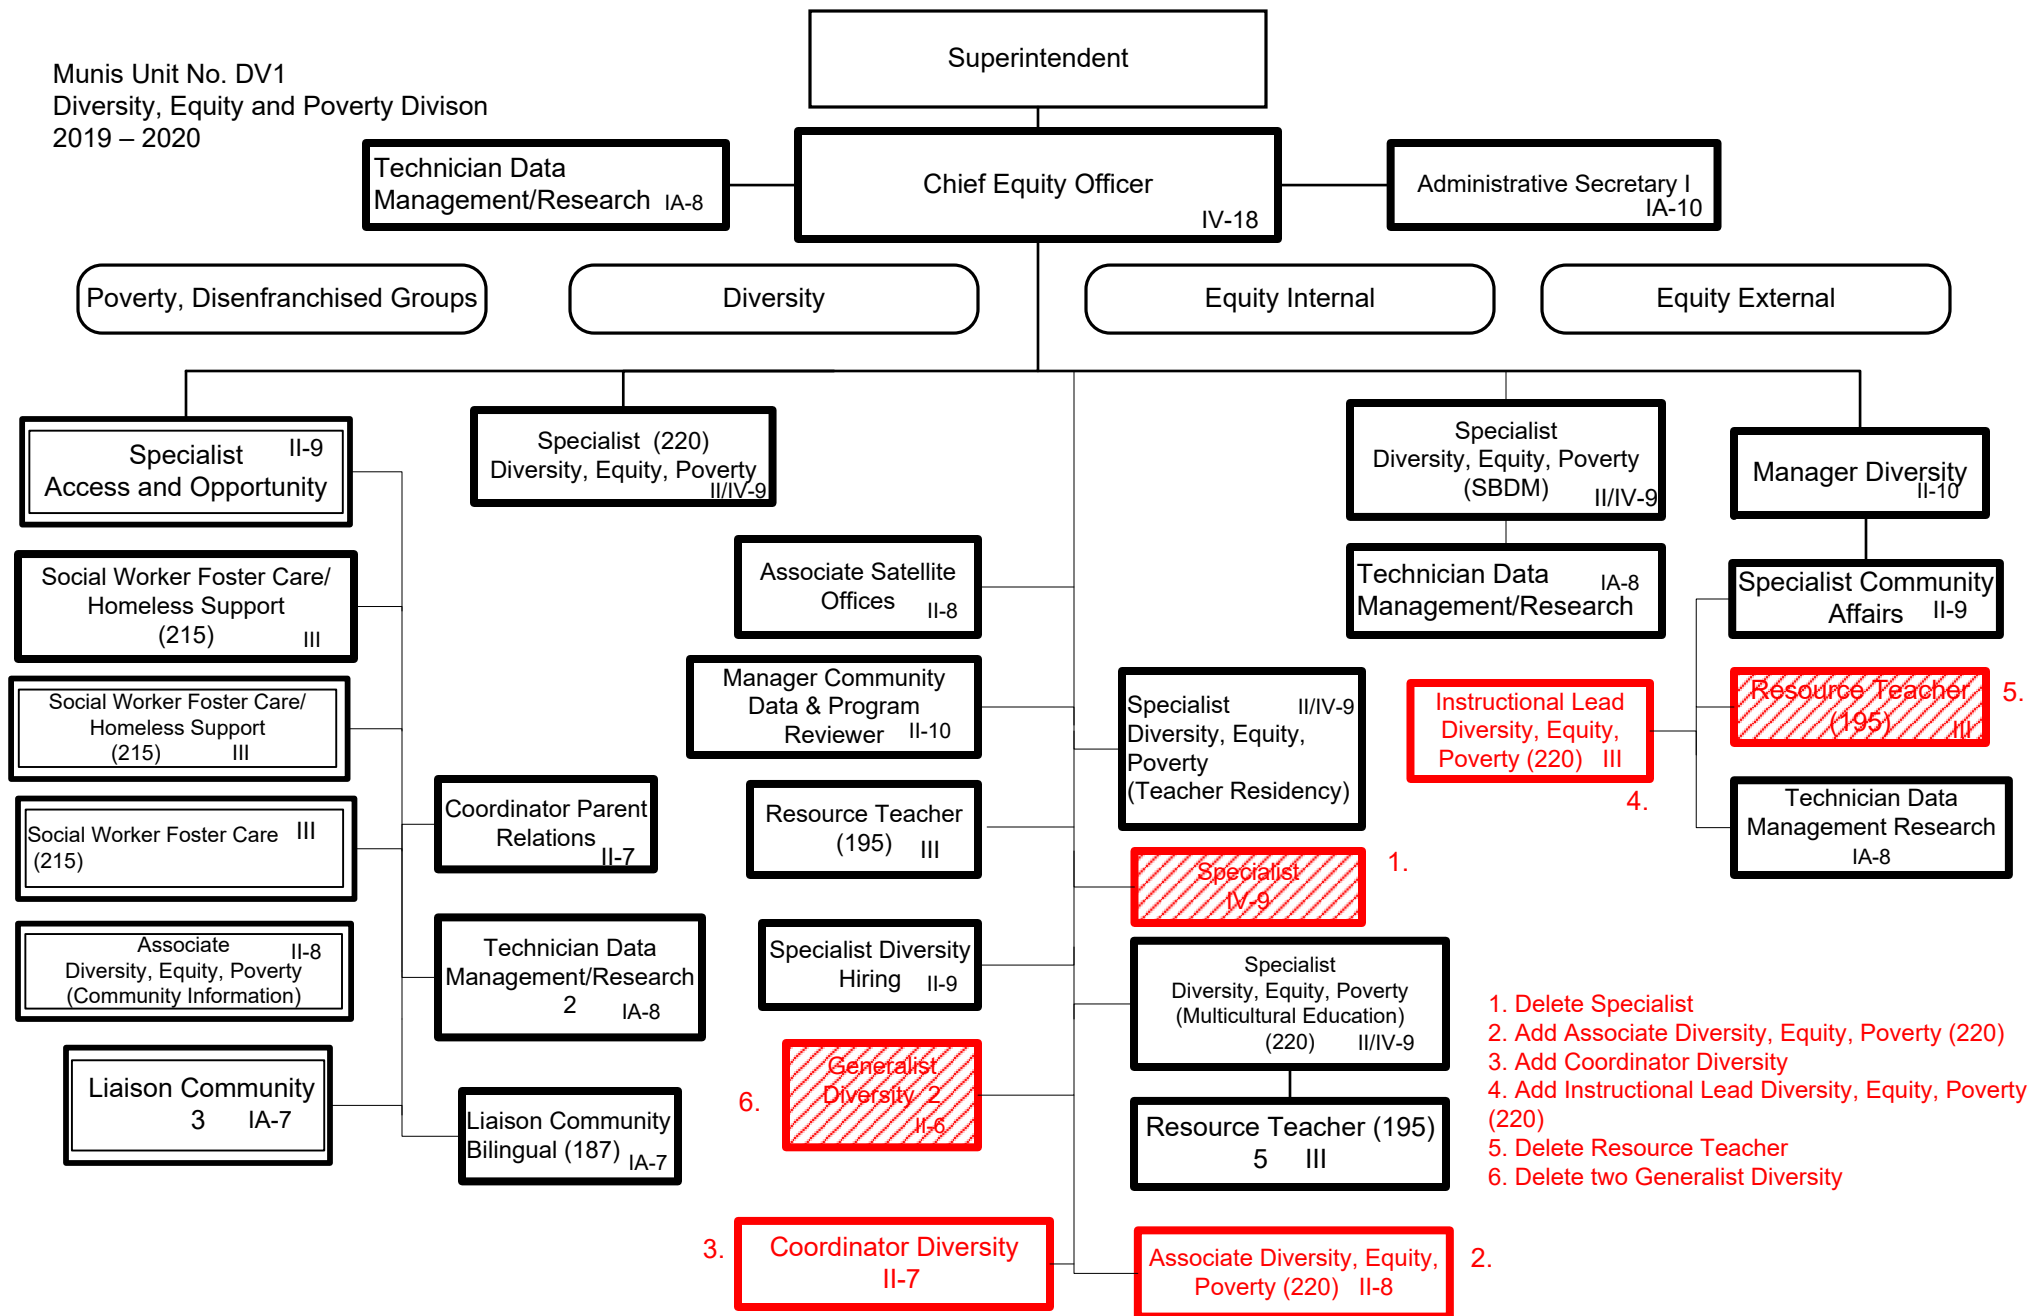 Superintendent
Munis Unit No. DV1
Diversity, Equity and Poverty Divison
2019 – 2020
Technician Data
Management/Research IA-8
Chief Equity Officer
IV-18
Administrative Secretary I
IA-10
Poverty, Disenfranchised Groups
Diversity
Equity Internal
Equity External
Specialist II-9
Access and Opportunity
Social Worker Foster Care/
Homeless Support
(215) III
Social Worker Foster Care/
Homeless Support
(215) III
Social Worker Foster Care III
(215)
Associate II-8
Diversity, Equity, Poverty
(Community Information)
Liaison Community
3 IA-7
Specialist (220)
Diversity, Equity, Poverty
II/IV-9
Coordinator Parent
Relations
II-7
Technician Data
Management/Research
2 IA-8
Liaison Community
Bilingual (187) IA-7
Associate Satellite
Offices
II-8
Manager Community
Data & Program
Reviewer II-10
Resource Teacher
(195) III
Specialist Diversity
Hiring II-9
6.
Generalist
Diversity 2
II-6
3.
Coordinator Diversity
II-7
Specialist II/IV-9
Diversity, Equity,
Poverty
(Teacher Residency)
1.
Specialist
IV-9
Specialist
Diversity, Equity, Poverty
(Multicultural Education)
(220) II/IV-9
Resource Teacher (195)
5 III
Associate Diversity, Equity,
Poverty (220) II-8
2.
Specialist
Diversity, Equity, Poverty
(SBDM)
II/IV-9
Technician Data IA-8
Management/Research
Manager Diversity
II-10
Specialist Community
Affairs II-9
Instructional Lead
Diversity, Equity,
Poverty (220) III
4.
Resource Teacher
(195)
III
5.
Technician Data
Management Research
IA-8
1. Delete Specialist
2. Add Associate Diversity, Equity, Poverty (220)
3. Add Coordinator Diversity
4. Add Instructional Lead Diversity, Equity, Poverty
(220)
5. Delete Resource Teacher
6. Delete two Generalist Diversity